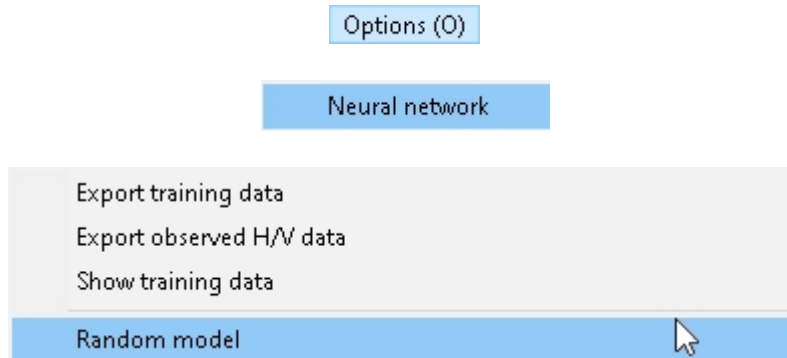 Options (O)
Neural network
Export training data
Export observed H/V data
Show training data
Random model